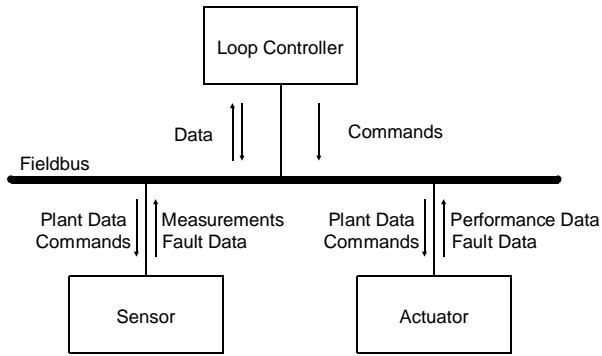 Loop Controller
Data
Commands
Fieldbus
Plant Data
Commands
Measurements
Fault Data
Plant Data
Commands
Performance Data
Fault Data
Sensor
Actuator